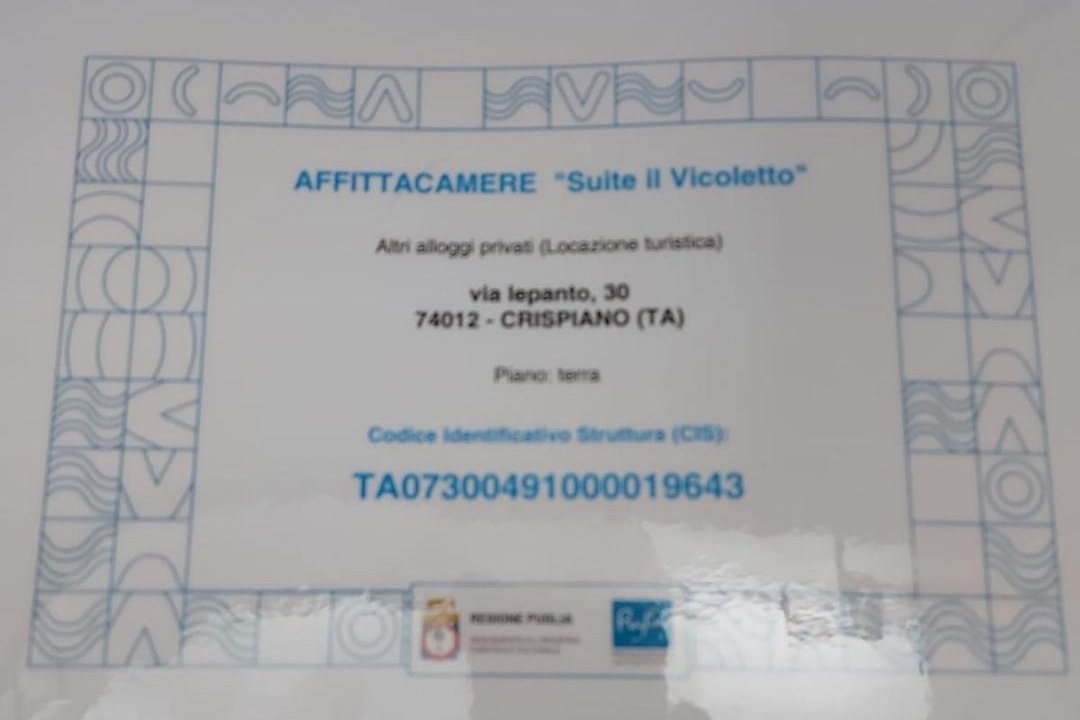 AFFITTACAMERE "Suite il Vicoletto"
Altri alloggi privati (Locazione turistica)
via lepanto, 30
74012 - CRISPIANO (TA)
Piano: terra
Codice Identificativo Struttura (CIS):
TA07300491000019643
REGIONE PUGLIA